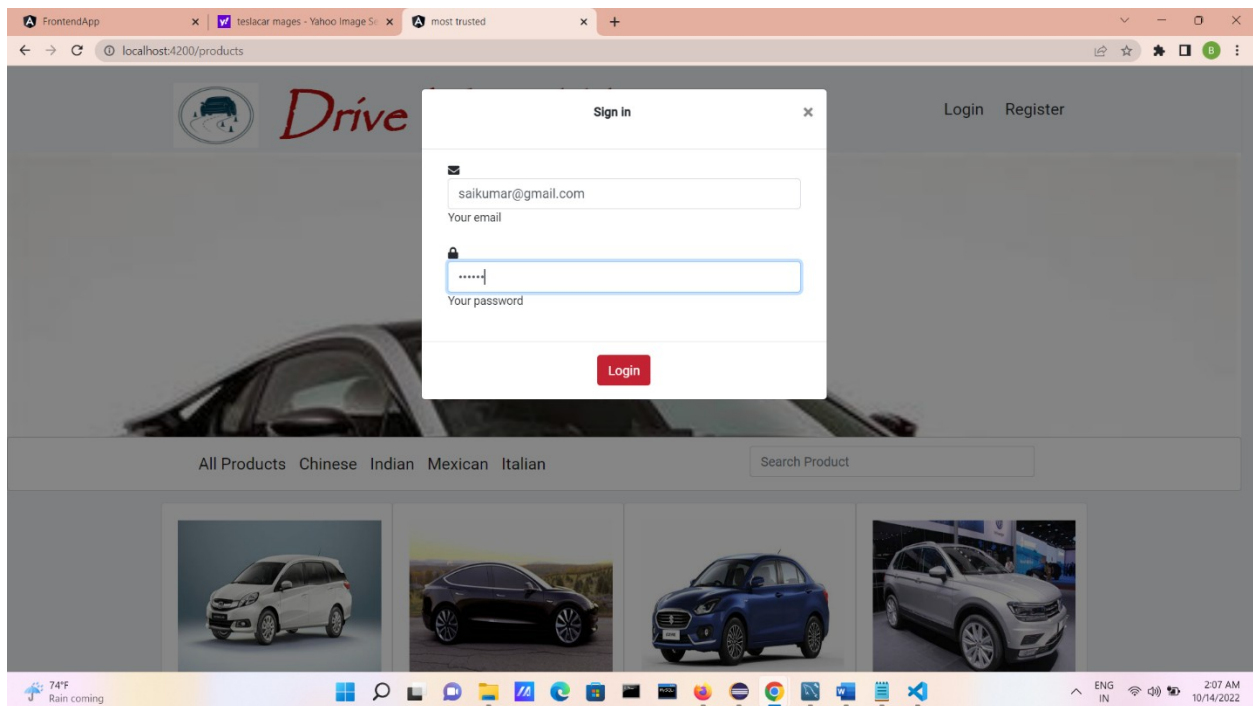 FrontendApp
teslacar mages - Yahoo Image Se
most trusted
localhost:4200/products
B
Drive
Sign in
Login Register
saikumar@gmail.com
Your email
••••••
Your password
Login
All Products Chinese Indian Mexican Italian
Search Product
74°F
Rain coming
ENG
IN
2:07 AM
10/14/2022